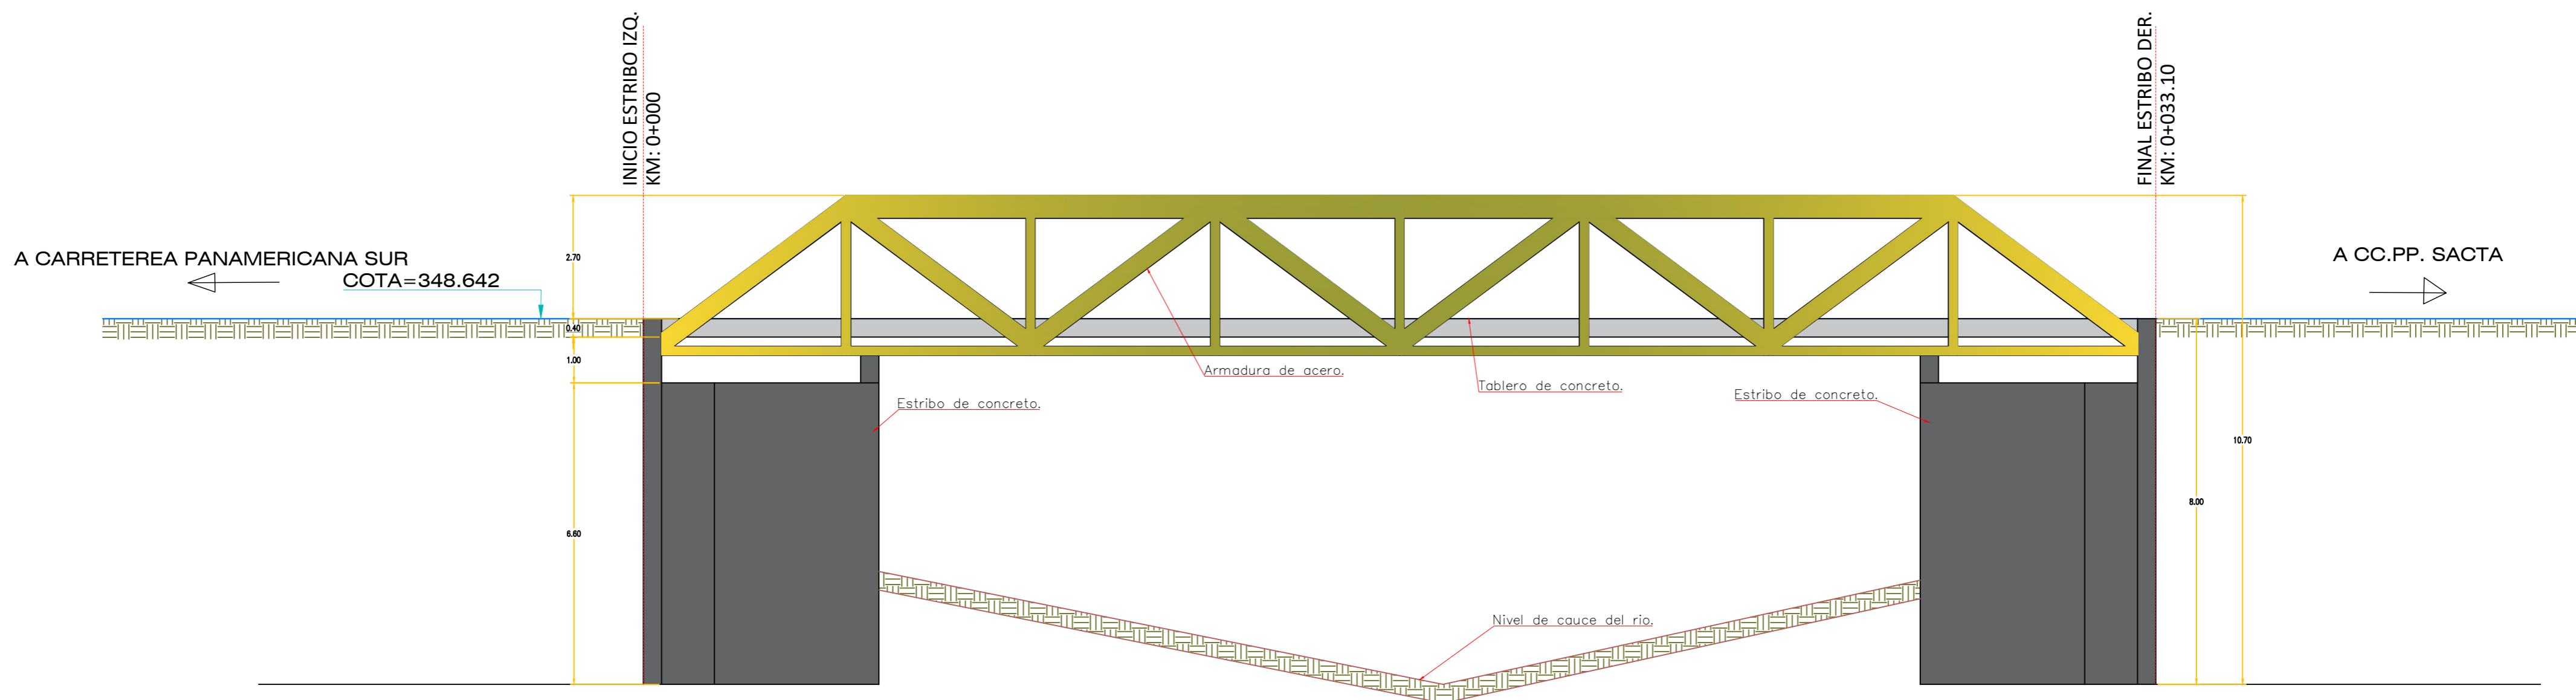 INICIO ESTRIBO IZQ.
KM: 0+000
FINAL ESTRIBO DER.
KM: 0+033.10
A CARRETEREA PANAMERICANA SUR
COTA=348.642
A CC.PP. SACTA
2.70
0.40
1.00
6.60
Armadura de acero.
Tablero de concreto.
Estribo de concreto.
Estribo de concreto.
10.70
8.00
Nivel de cauce del rio.